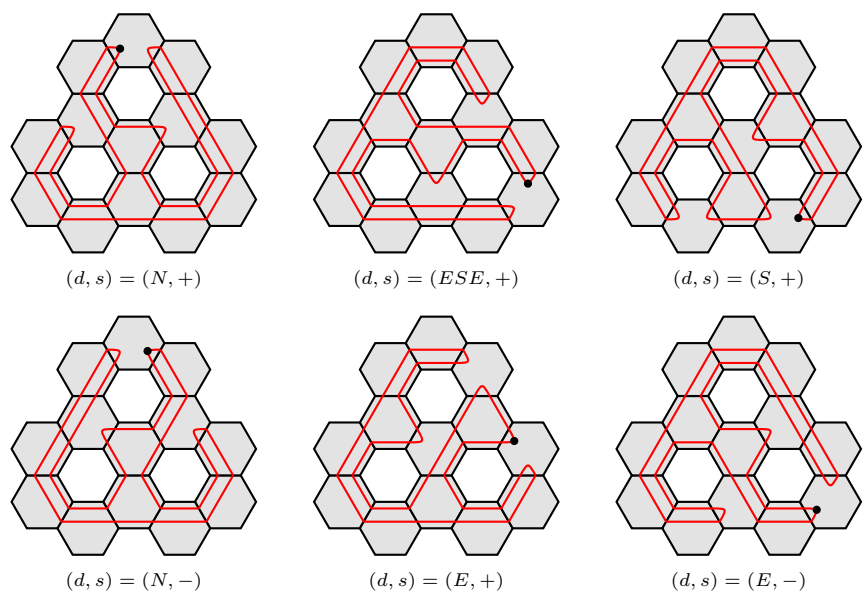 (d, s) = (N, +)
(d, s) = (ESE, +)
(d, s) = (S, +)
(d, s) = (N, −)
(d, s) = (E, +)
(d, s) = (E, −)